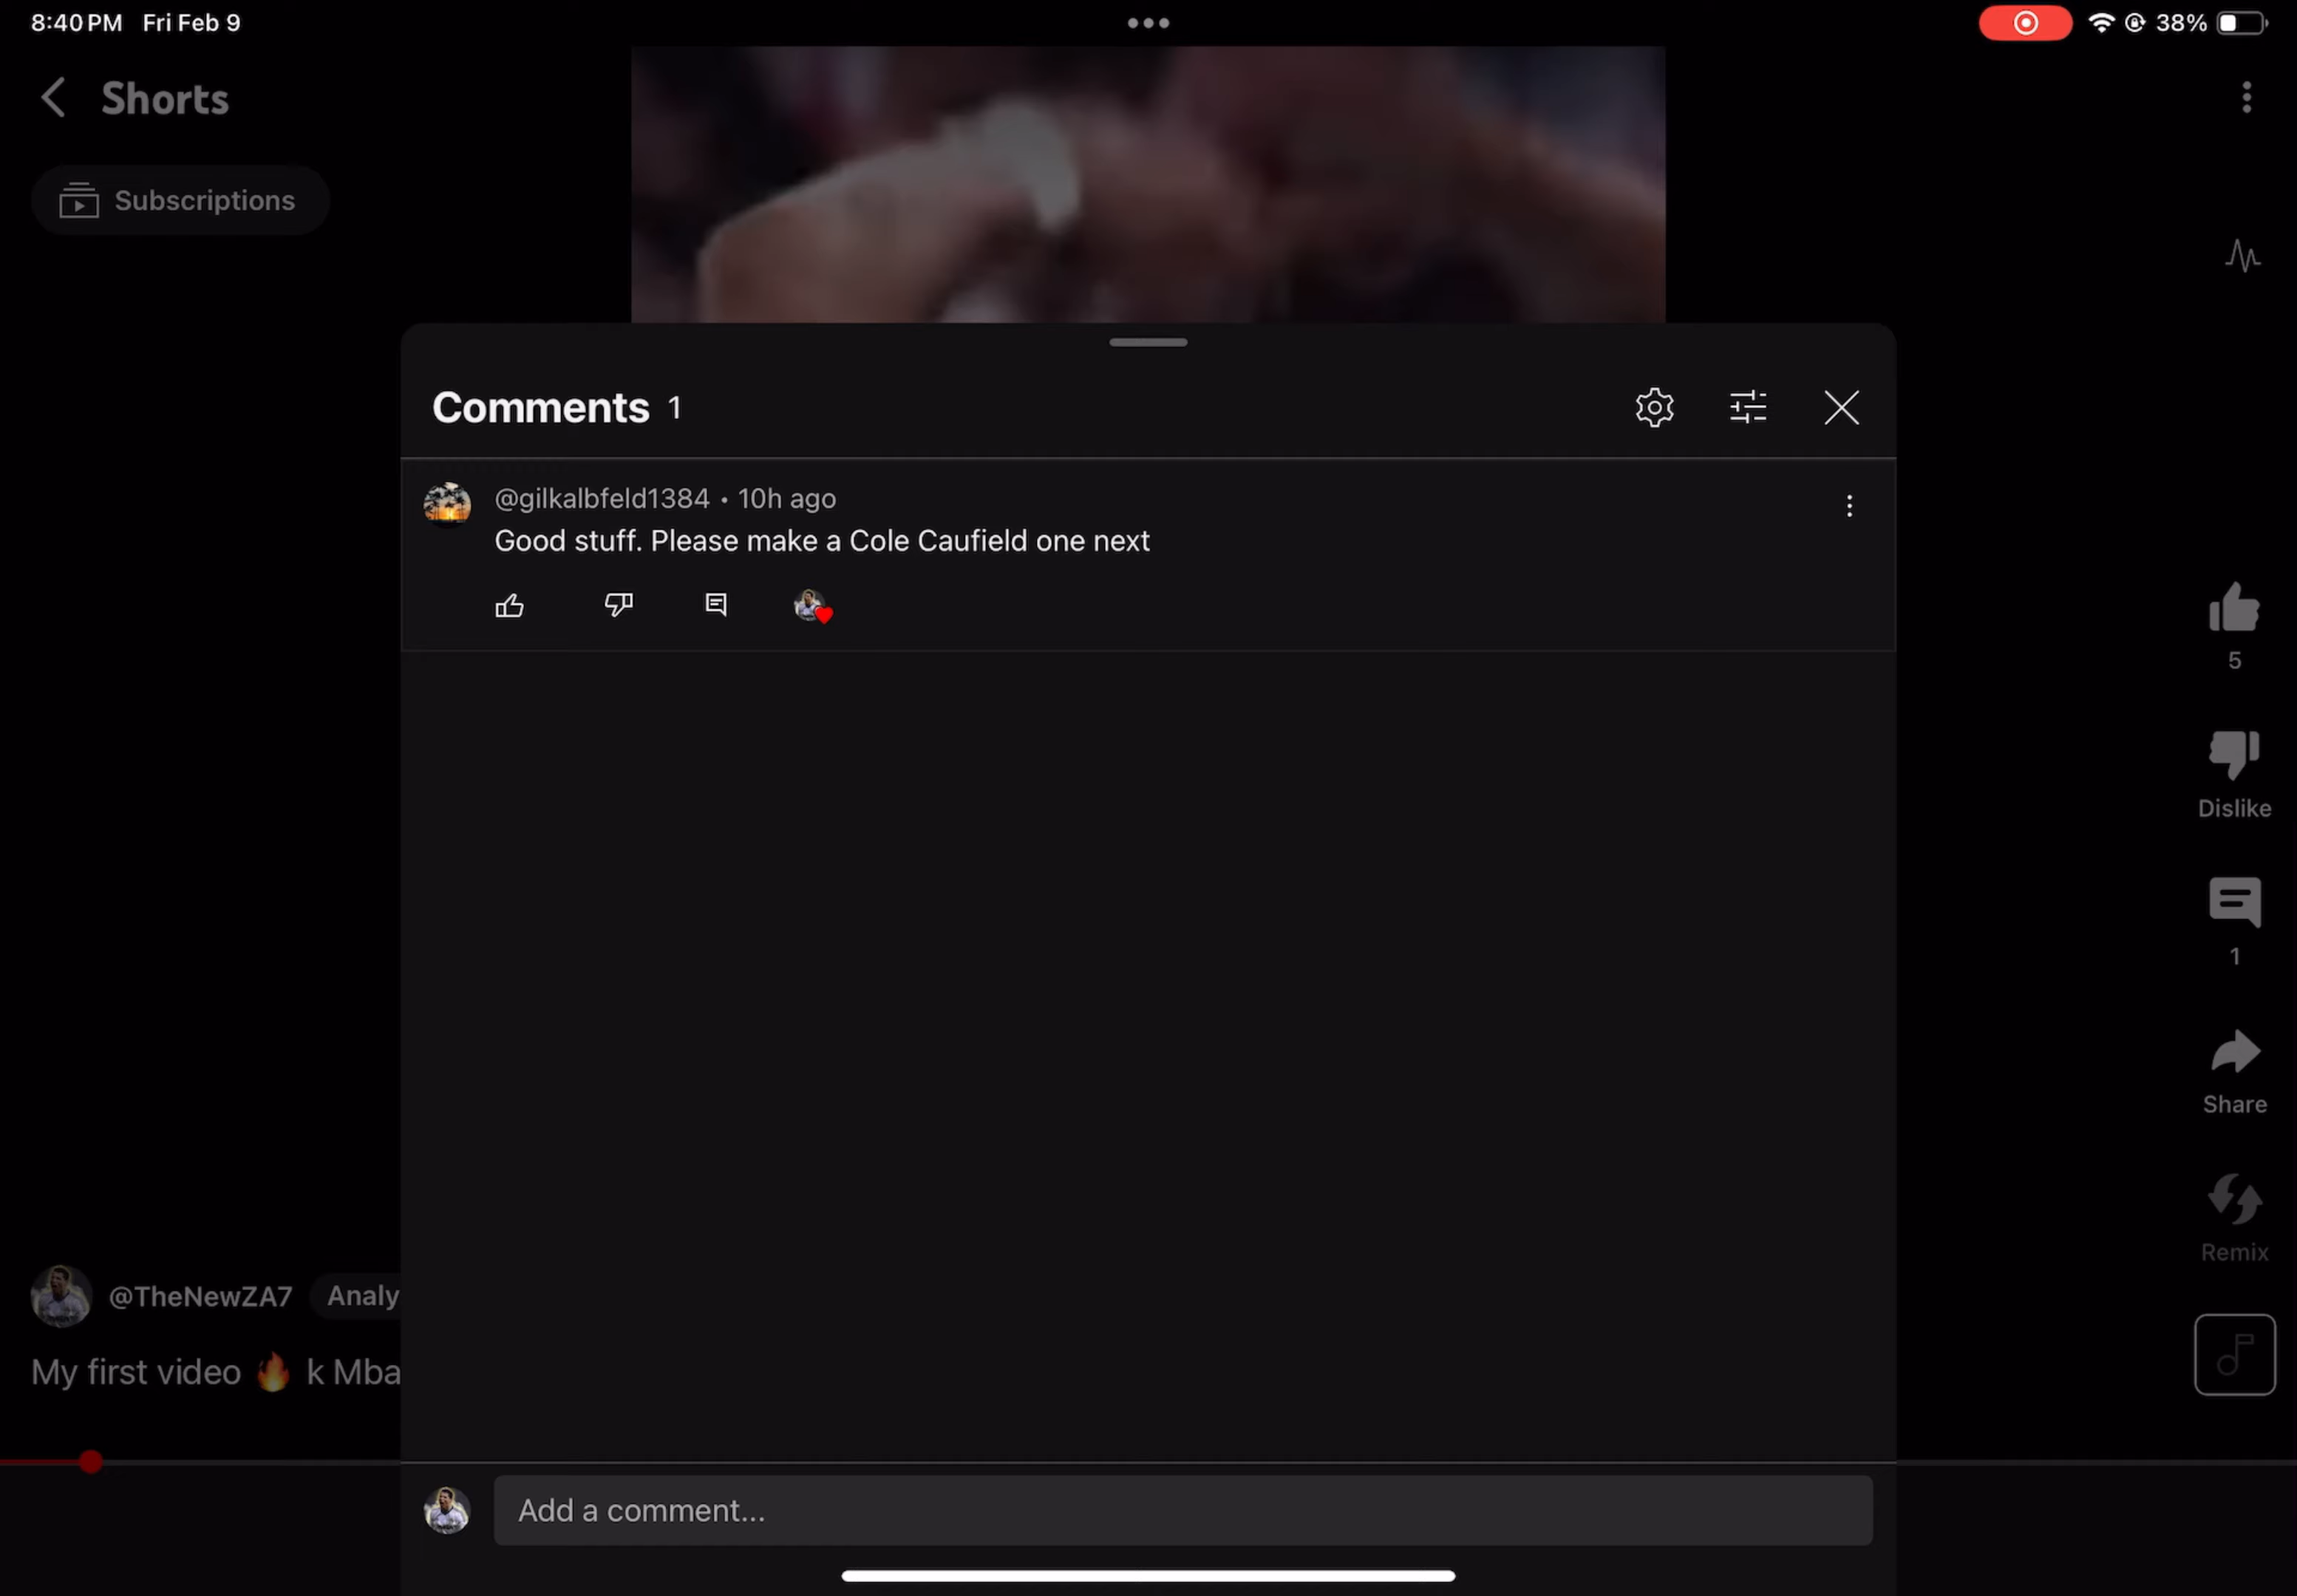 8:40 PM Fri Feb 9
38%
Shorts
Subscriptions
Comments 1
@gilkalbfeld1384 • 10h ago
Good stuff. Please make a Cole Caufield one next
5
Dislike
1
Share
Remix
@TheNewZA7 Analy
My first video 🔥 k Mba
Add a comment...